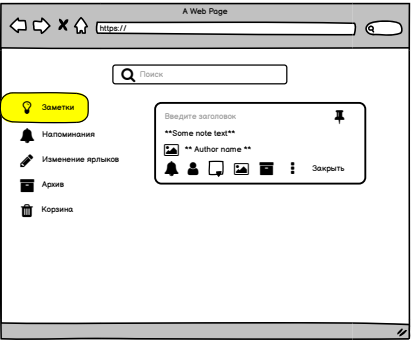 A Web Page
https://
Поиск
Заметки
Напоминания
Изменение ярлыков
Архив
Корзина
Введите заголовок
**Some note text**
** Author name **
Закрыть